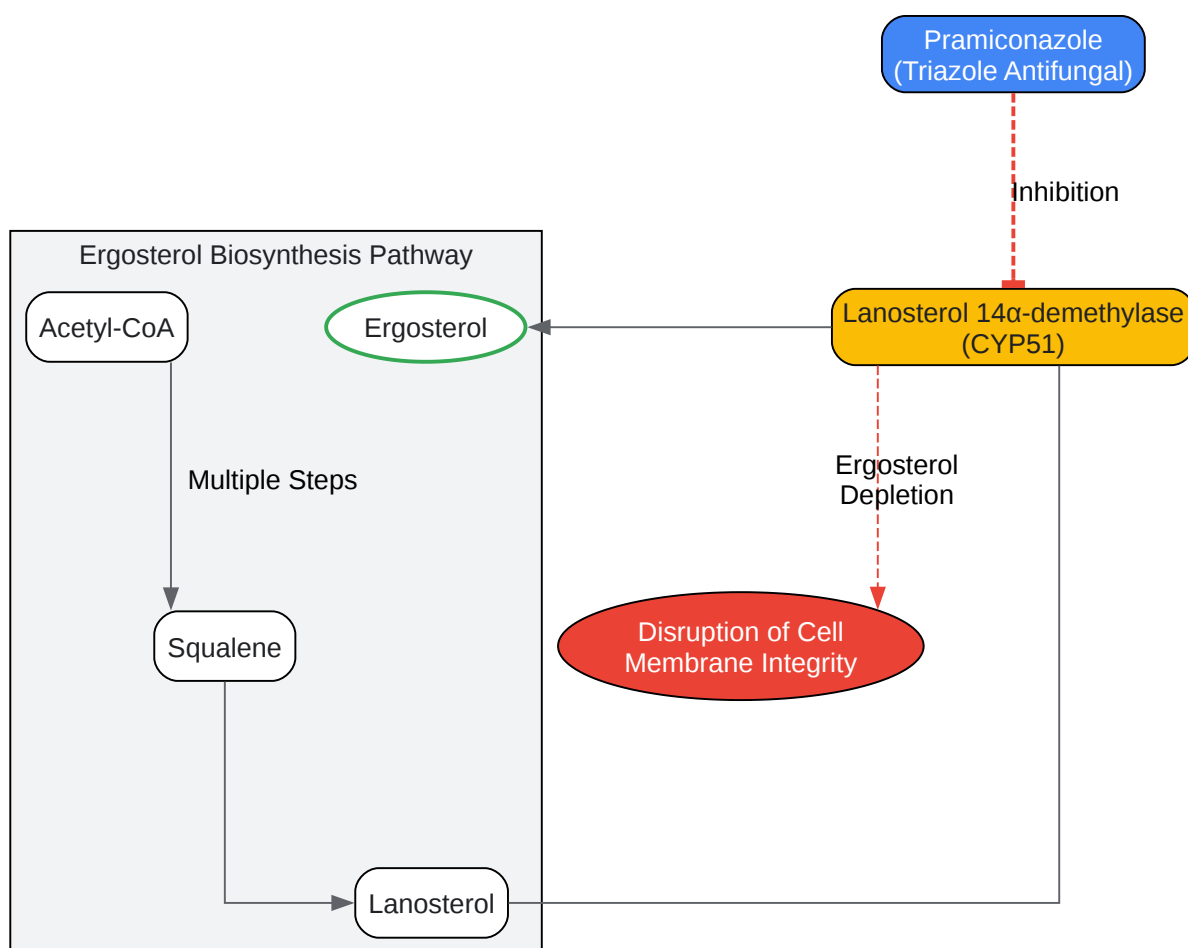 Pramiconazole
(Triazole Antifungal)
Inhibition
Ergosterol Biosynthesis Pathway
Acetyl-CoA
Ergosterol
Lanosterol 14α-demethylase
(CYP51)
Multiple Steps
Ergosterol
Depletion
Squalene
Disruption of Cell
Membrane Integrity
Lanosterol